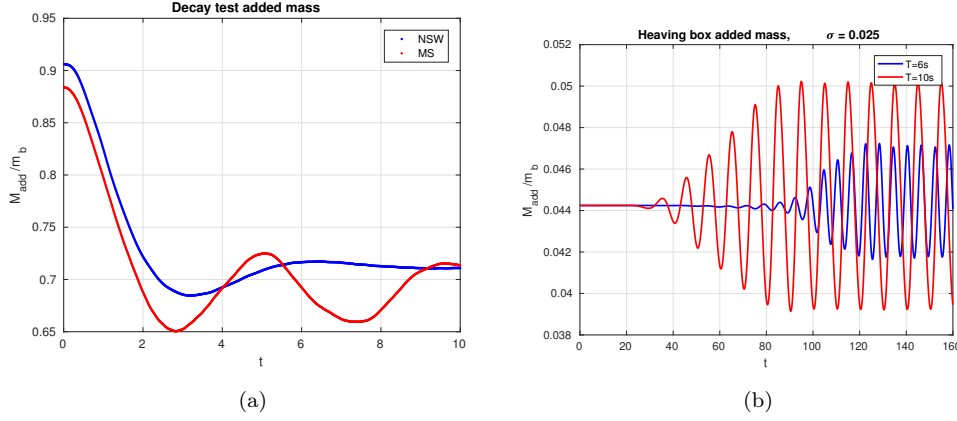 Decay test added mass
0.95
0.9
0.85
0.8
0.75
0.7
0.65
M_add/m_b
0 2 4 6 8 10
t
NSW
MS
(a)
Heaving box added mass, σ = 0.025
0.052
0.05
0.048
0.046
0.044
0.042
0.04
0.038
M_add/m_b
0 20 40 60 80 100 120 140 160
t
T=6s
T=10s
(b)